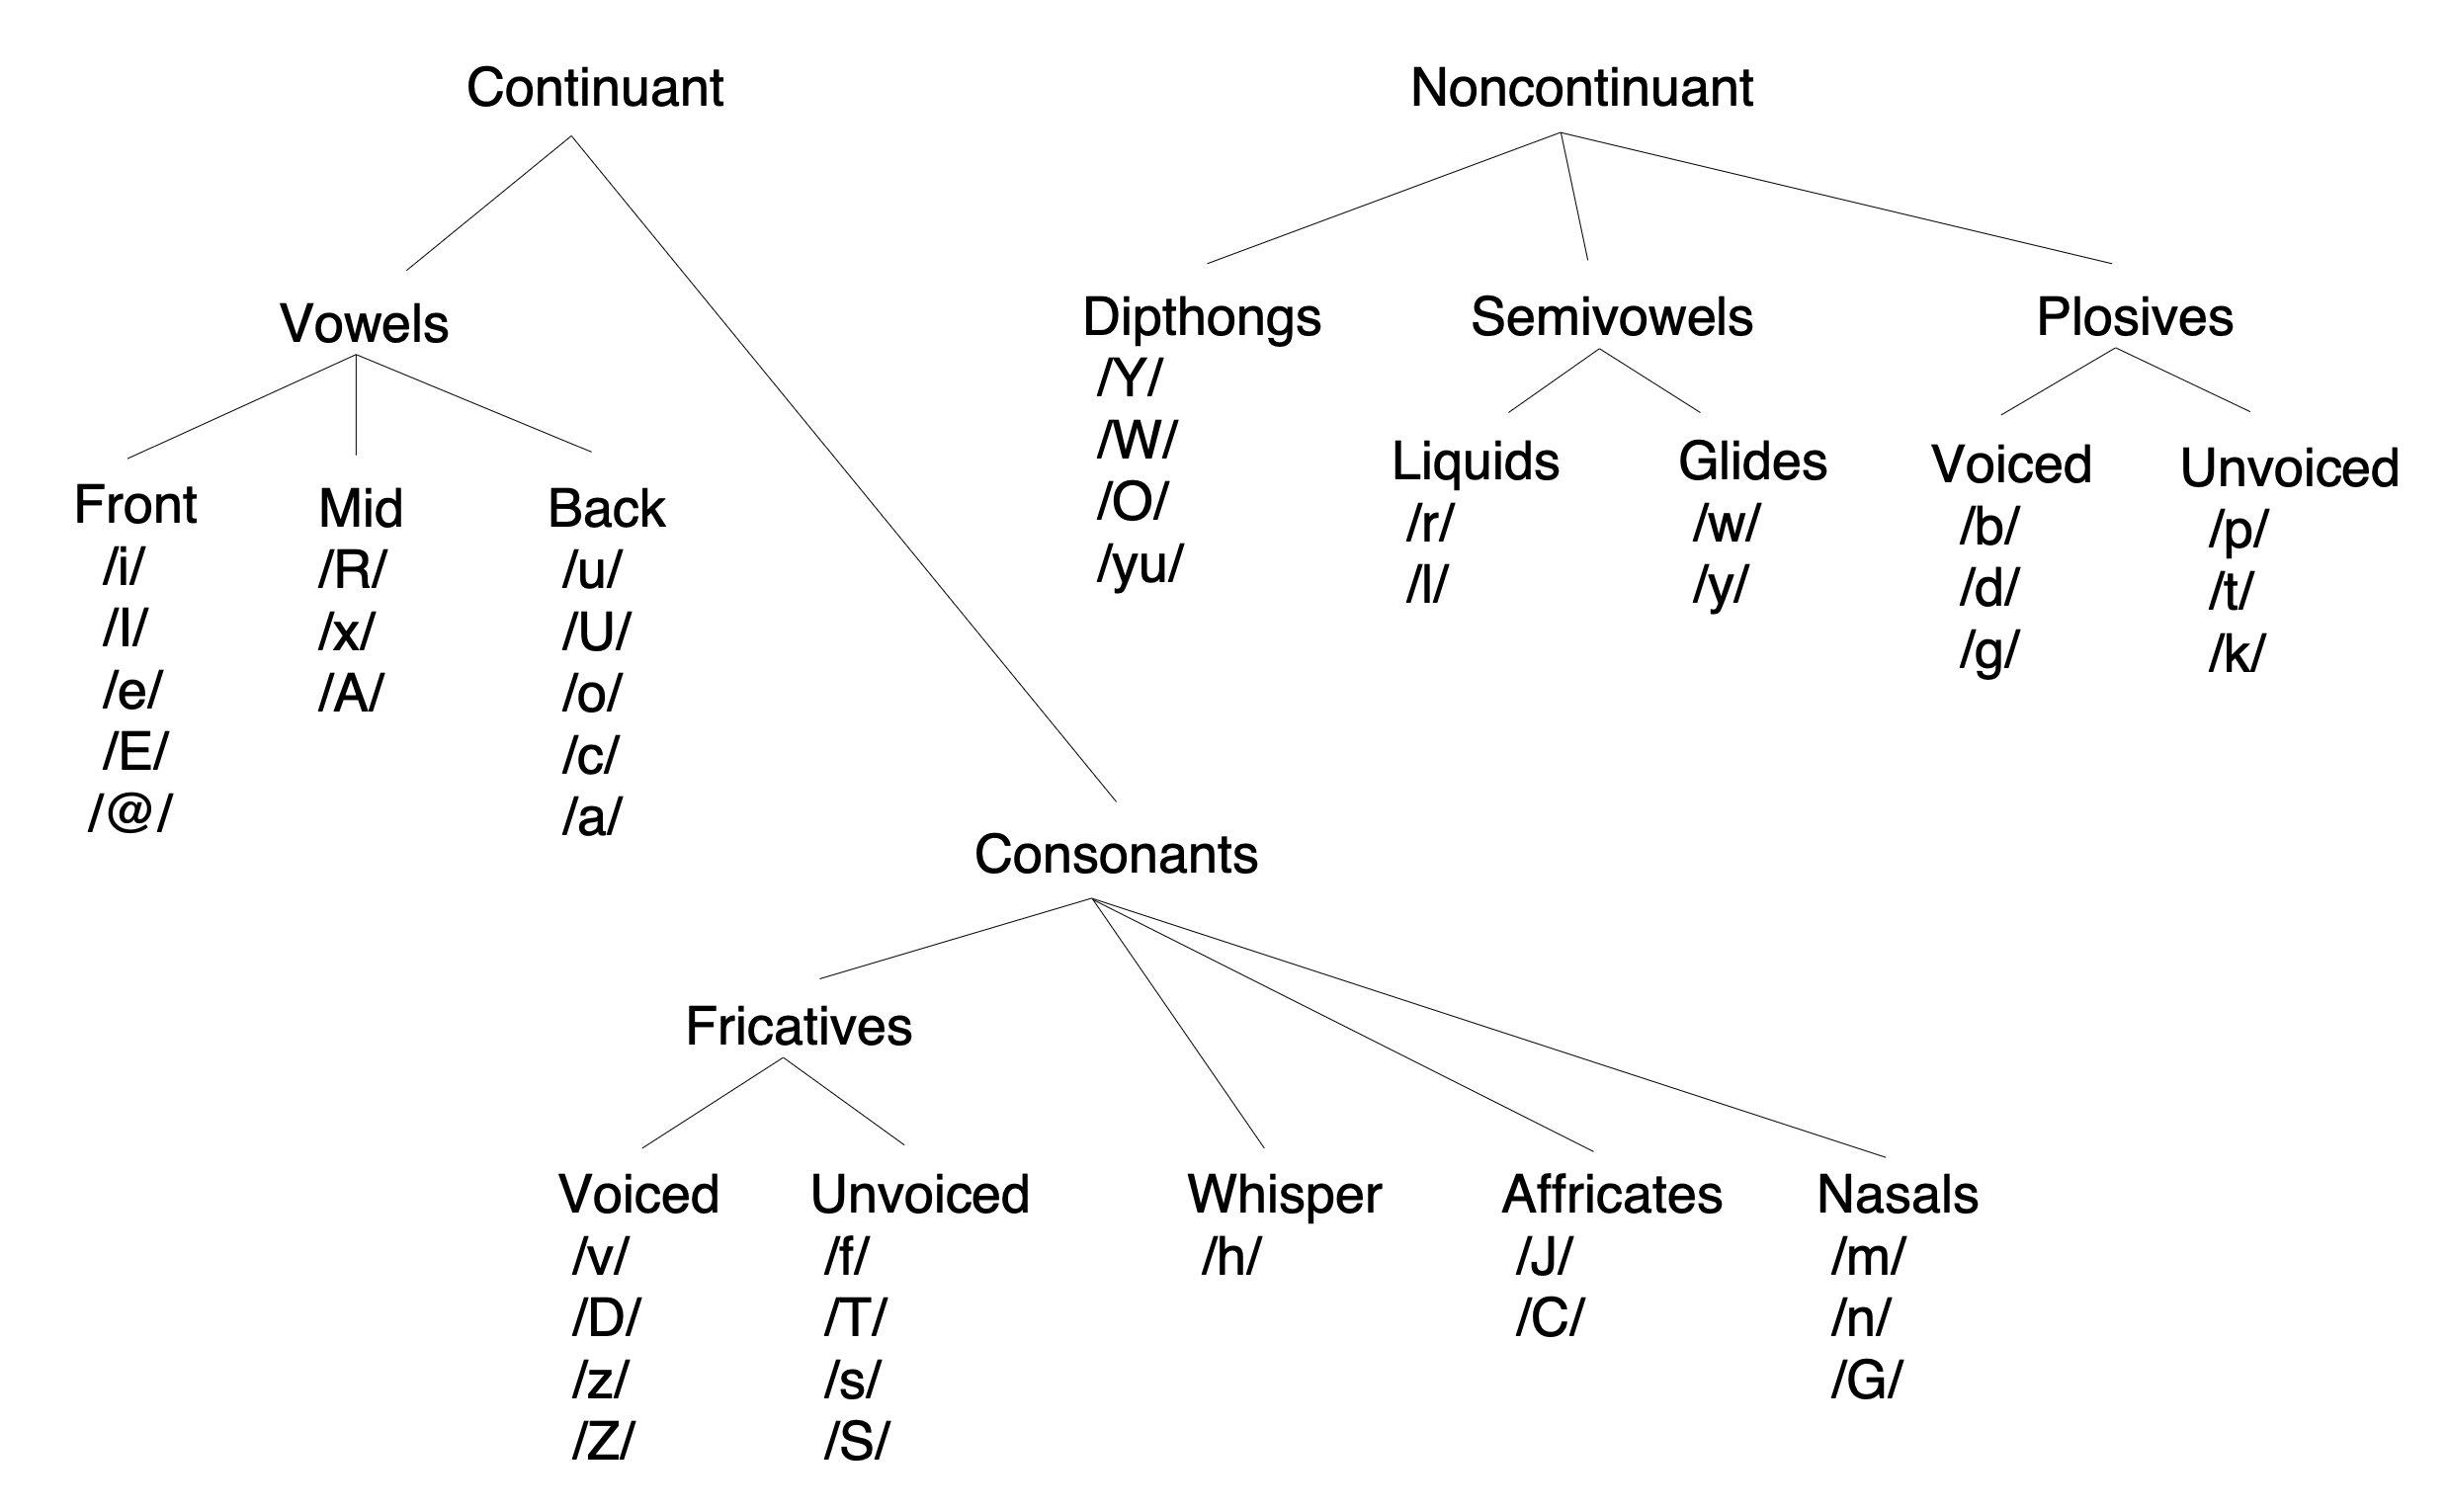 Continuant
Noncontinuant
Vowels
Front
/i/
/I/
/e/
/E/
/@/
Mid
/R/
/x/
/A/
Back
/u/
/U/
/o/
/c/
/a/
Dipthongs
/Y/
/W/
/O/
/yu/
Semivowels
Liquids
/r/
/l/
Glides
/w/
/y/
Plosives
Voiced
/b/
/d/
/g/
Unvoiced
/p/
/t/
/k/
Consonants
Fricatives
Voiced
/v/
/D/
/z/
/Z/
Unvoiced
/f/
/T/
/s/
/S/
Whisper
/h/
Affricates
/J/
/C/
Nasals
/m/
/n/
/G/